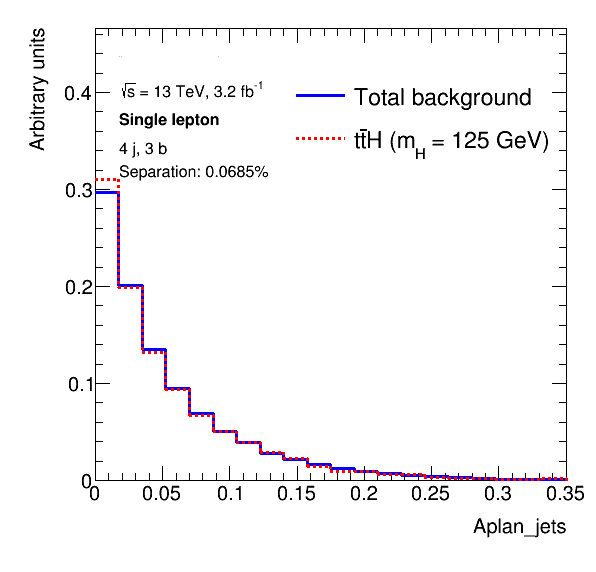 Arbitrary units
√s = 13 TeV, 3.2 fb⁻¹
Single lepton
4 j, 3 b
Separation: 0.0685%
Total background
tt̄H (m_H = 125 GeV)
0.4
0.3
0.2
0.1
0
0 0.05 0.1 0.15 0.2 0.25 0.3 0.35
Aplan_jets